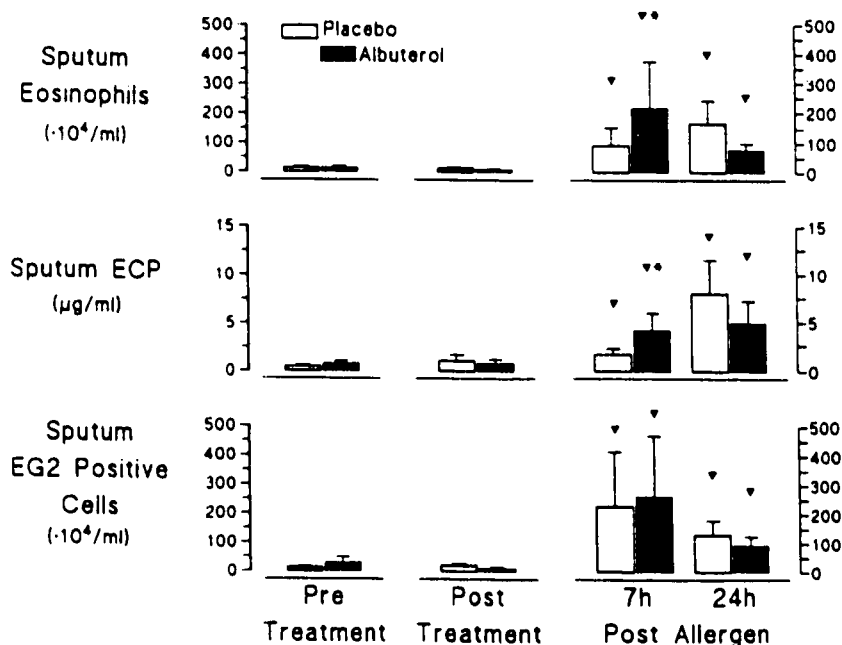 Placebo
Albuterol
Sputum
Eosinophils
(·10⁴/ml)
500
400
300
200
100
0
500
400
300
200
100
0
Sputum ECP
(µg/ml)
15
10
5
0
15
10
5
0
Sputum
EG2 Positive
Cells
(·10⁴/ml)
500
400
300
200
100
0
500
400
300
200
100
0
Pre
Treatment
Post
Treatment
7h 24h
Post Allergen